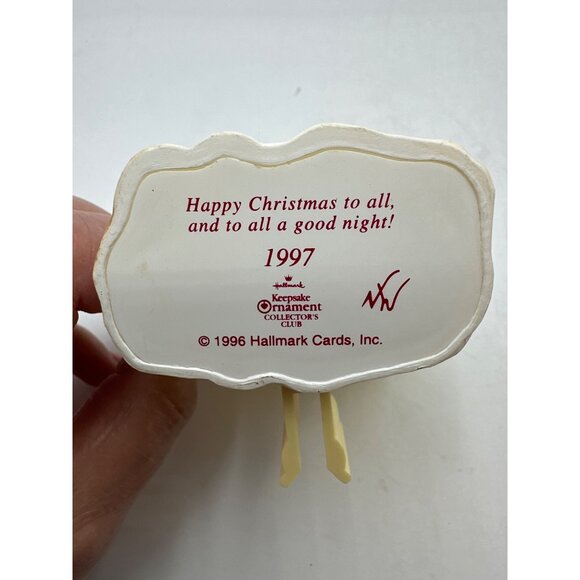 Happy Christmas to all,
and to all a good night!
1997
Hallmark
Keepsake
Ornament
COLLECTOR'S
CLUB
© 1996 Hallmark Cards, Inc.